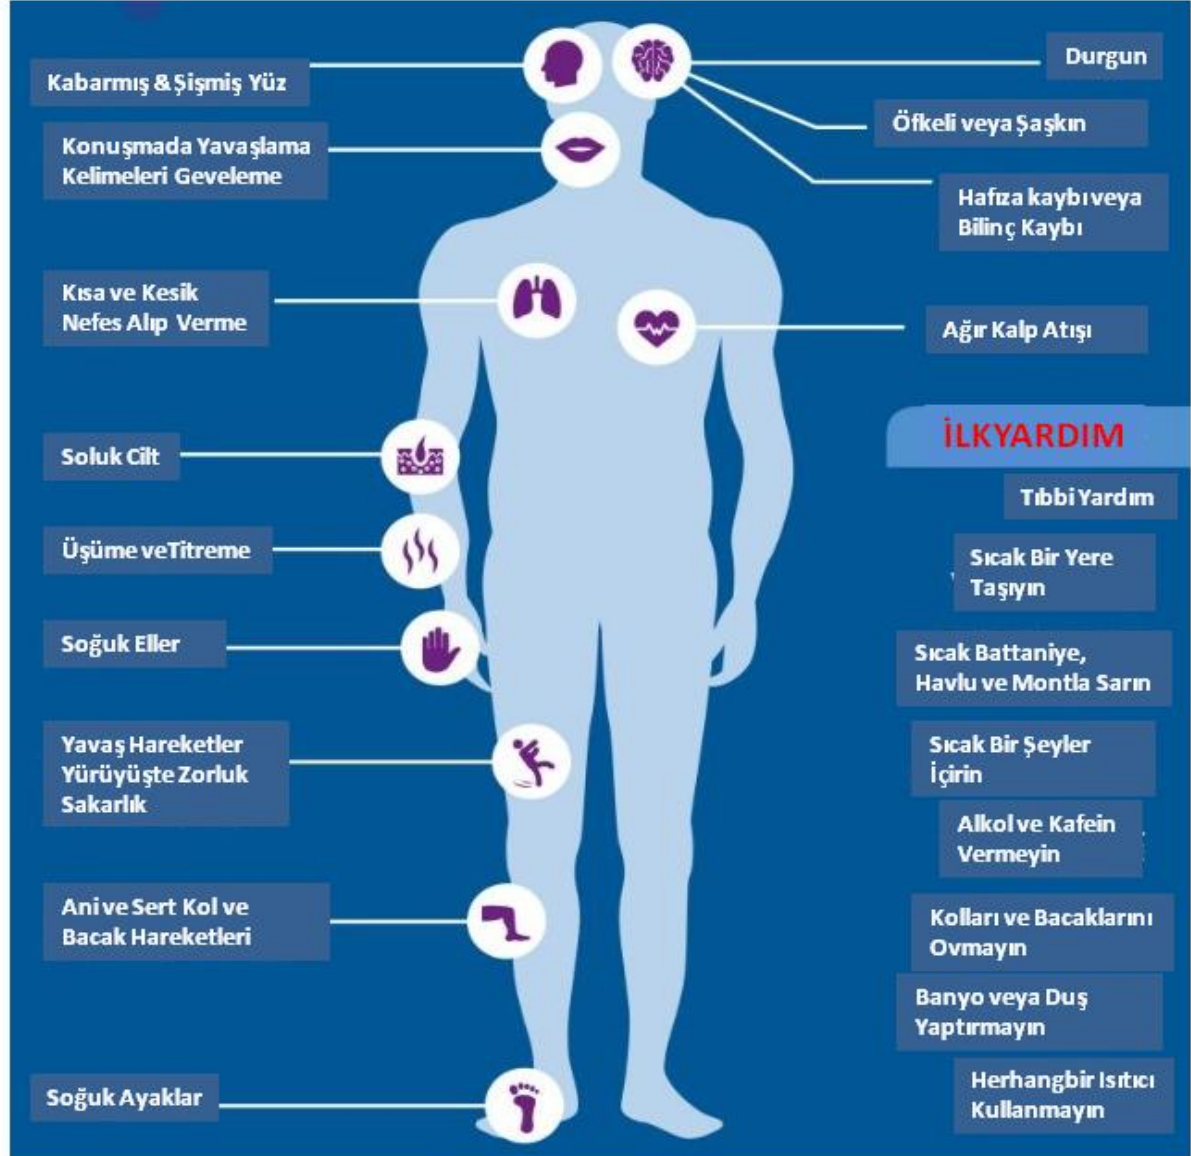 Kabarmış & Şişmiş Yüz
Konuşmada Yavaşlama
Kelimeleri Geveleme
Kısa ve Kesik
Nefes Alıp Verme
Soluk Cilt
Üşüme ve Titreme
Soğuk Eller
Yavaş Hareketler
Yürüyüşte Zorluk
Sakarlık
Ani ve Sert Kol ve
Bacak Hareketleri
Soğuk Ayaklar
Durgun
Öfkeli veya Şaşkın
Hafıza kaybı veya
Bilinç Kaybı
Ağır Kalp Atışı
İLKYARDIM
Tıbbi Yardım
Sıcak Bir Yere
Taşıyın
Sıcak Battaniye,
Havlu ve Montla Sarın
Sıcak Bir Şeyler
İçirin
Alkol ve Kafein
Vermeyin
Kolları ve Bacaklarını
Ovmayın
Banyo veya Duş
Yaptırmayın
Herhangbir Isıtıcı
Kullanmayın